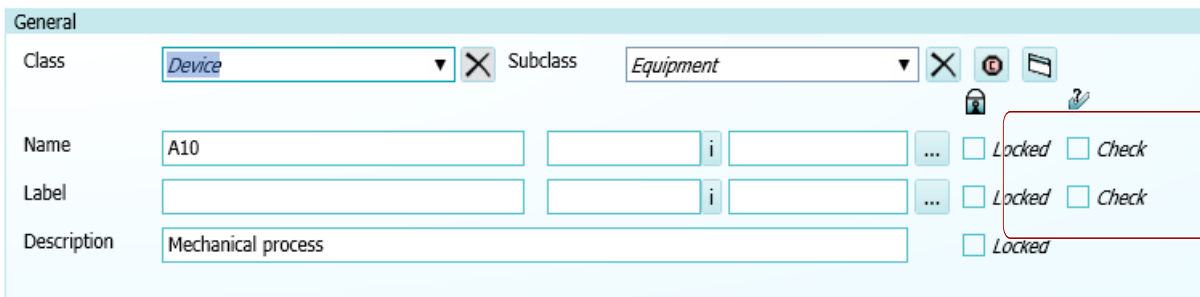 General
Class Device Subclass Equipment
Name A10 i ... Locked Check
Label i ... Locked Check
Description Mechanical process Locked